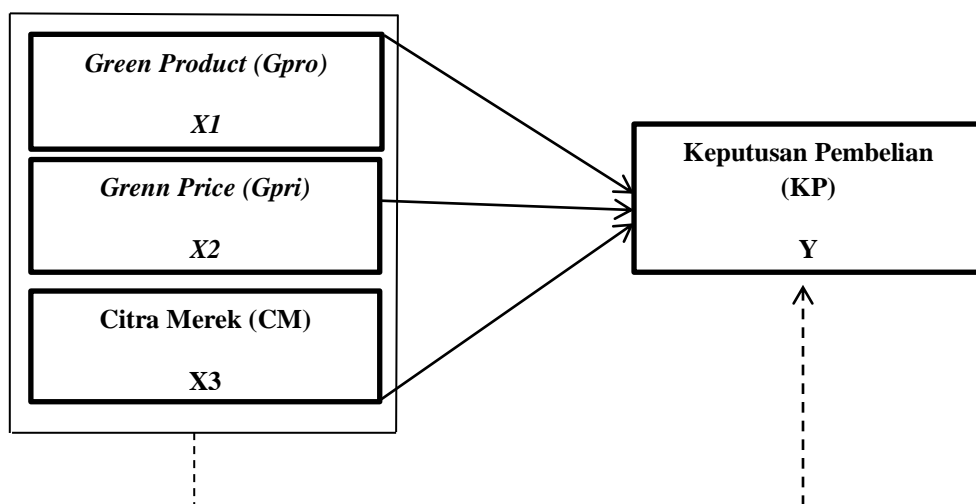 Green Product (Gpro)
X1
Grenn Price (Gpri)
X2
Citra Merek (CM)
X3
Keputusan Pembelian
(KP)
Y